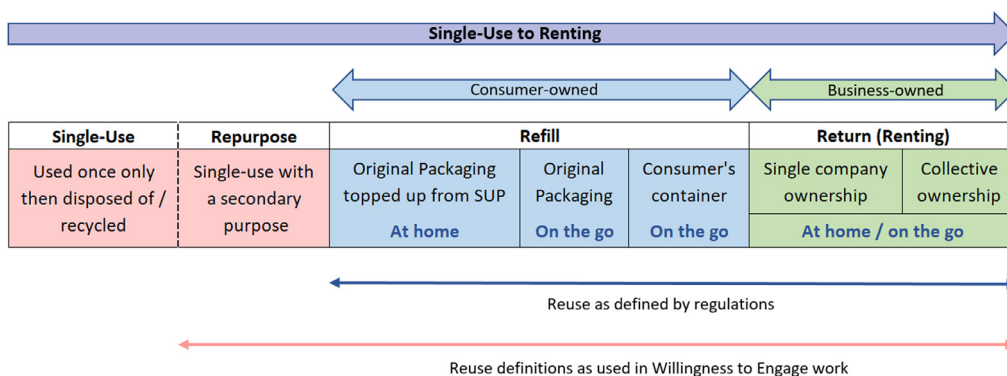 Single-Use to Renting
Consumer-owned
Business-owned
Single-Use
Repurpose
Refill
Return (Renting)
Used once only
then disposed of /
recycled
Single-use with
a secondary
purpose
Original Packaging
topped up from SUP
At home
Original
Packaging
On the go
Consumer's
container
On the go
Single company
ownership
Collective
ownership
At home / on the go
Reuse as defined by regulations
Reuse definitions as used in Willingness to Engage work